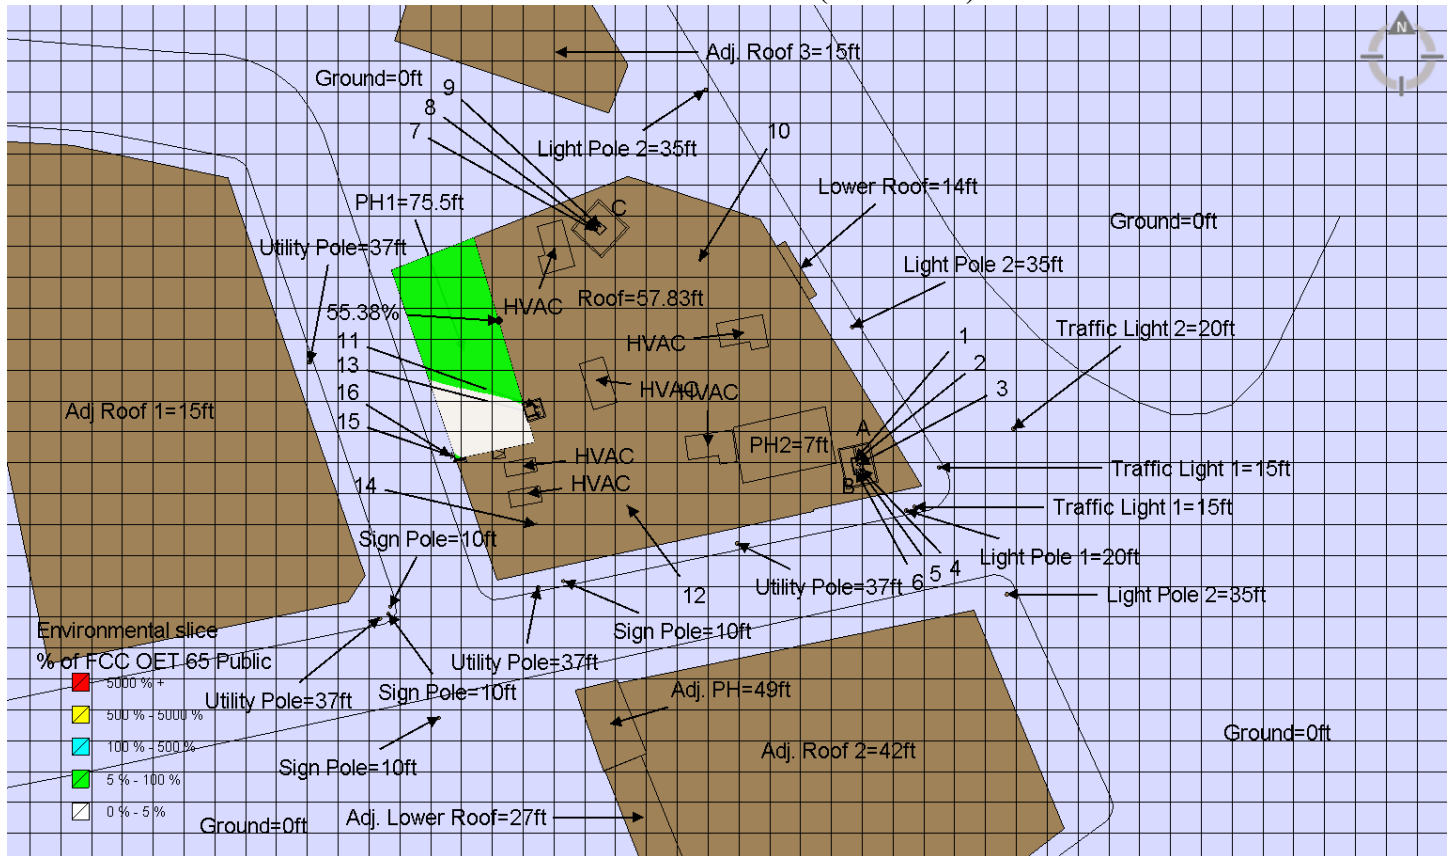 N
Adj. Roof 3=15ft
Ground=0ft
9
8
7
10
Light Pole 2=35ft
Lower Roof=14ft
PH1=75.5ft
C
Ground=0ft
Utility Pole=37ft
Light Pole 2=35ft
Roof=57.83ft
HVAC
55.38%
Traffic Light 2=20ft
11
1
HVAC
13
2
16
HVAC
HVAC
3
Adj Roof 1=15ft
15
A
PH2=7ft
HVAC
Traffic Light 1=15ft
14
HVAC
B
Traffic Light 1=15ft
Sign Pole=10ft
Light Pole 1=20ft
4
5
6
Utility Pole=37ft
12
Light Pole 2=35ft
Environmental slice
Sign Pole=10ft
% of FCC OET 65 Public
Utility Pole=37ft
5000 % +
Sign Pole=10ft
Adj. PH=49ft
Utility Pole=37ft
500 % - 5000 %
Ground=0ft
100 % - 500 %
Adj. Roof 2=42ft
Sign Pole=10ft
5 % - 100 %
0 % - 5 %
Ground=0ft
Adj. Lower Roof=27ft